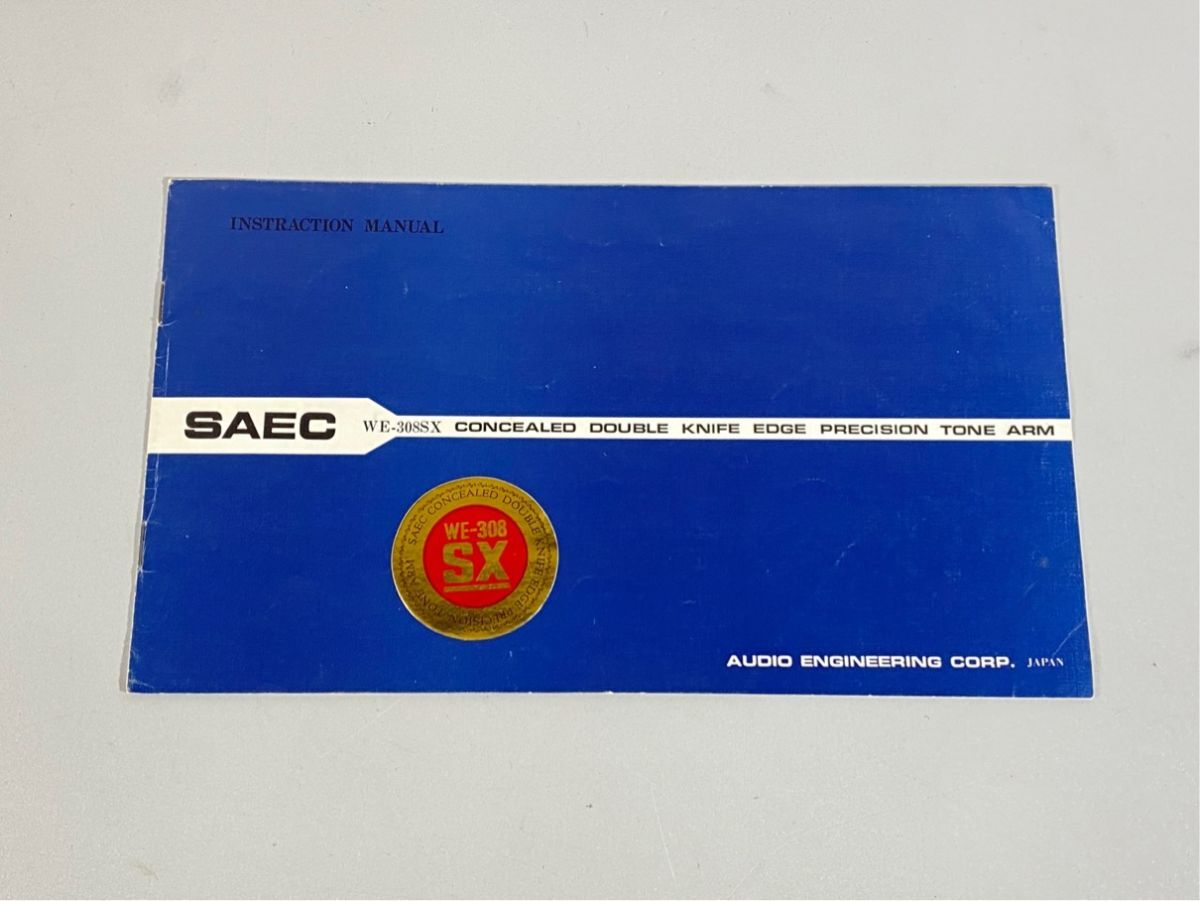 INSTRACTION MANUAL
SAEC WE-308SX CONCEALED DOUBLE KNIFE EDGE PRECISION TONE ARM
SAEC CONCEALED DOUBLE KNIFE EDGE PRECISION TONE ARM
WE-308
SX
AUDIO ENGINEERING CORP. JAPAN